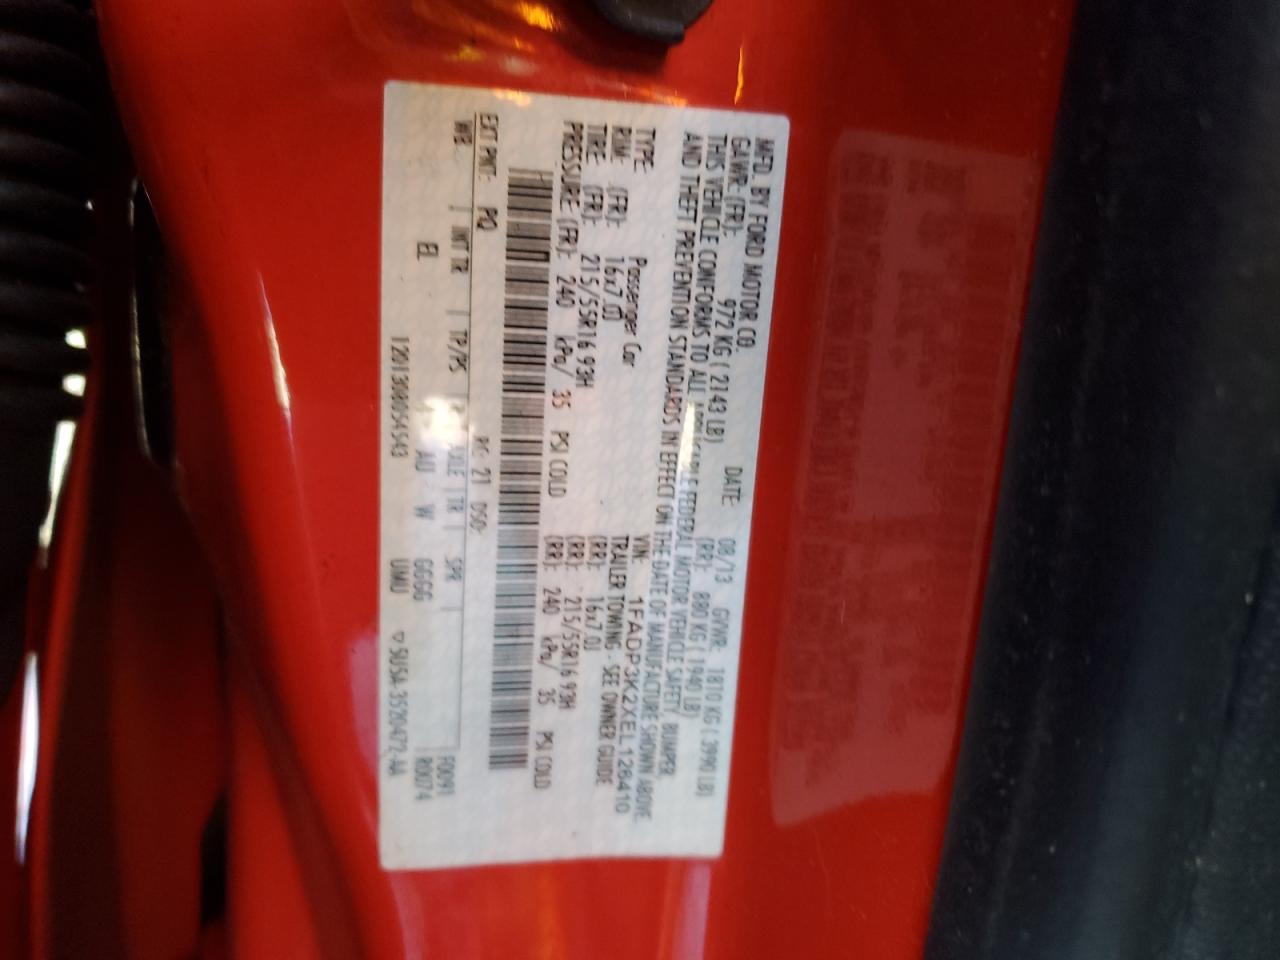 MFD. BY FORD MOTOR CO.
DATE: 08/13 GVWR: 1810 KG ( 3990 LB)
GAWR: (FR): 972 KG ( 2143 LB) (RR): 880 KG ( 1940 LB)
THIS VEHICLE CONFORMS TO ALL APPLICABLE FEDERAL MOTOR VEHICLE SAFETY, BUMPER,
AND THEFT PREVENTION STANDARDS IN EFFECT ON THE DATE OF MANUFACTURE SHOWN ABOVE.
VIN: 1FADP3K2XEL126410
TYPE: Passenger Car TRAILER TOWING - SEE OWNER GUIDE
RIM: (FR): 16x7.0J (RR): 16x7.0J
TIRE: (FR): 215/55R16 93H (RR): 215/55R16 93H
PRESSURE: (FR): 240 kPa/ 35 PSI COLD (RR): 240 kPa/ 35 PSI COLD
EXT PNT: PQ RC: 21 DSO:
WB INT TR TP/PS AXLE TR SPR F0091
EL AU W GGGG R0074
1201308054543 UMU ▽ 5U5A-3520472-AA